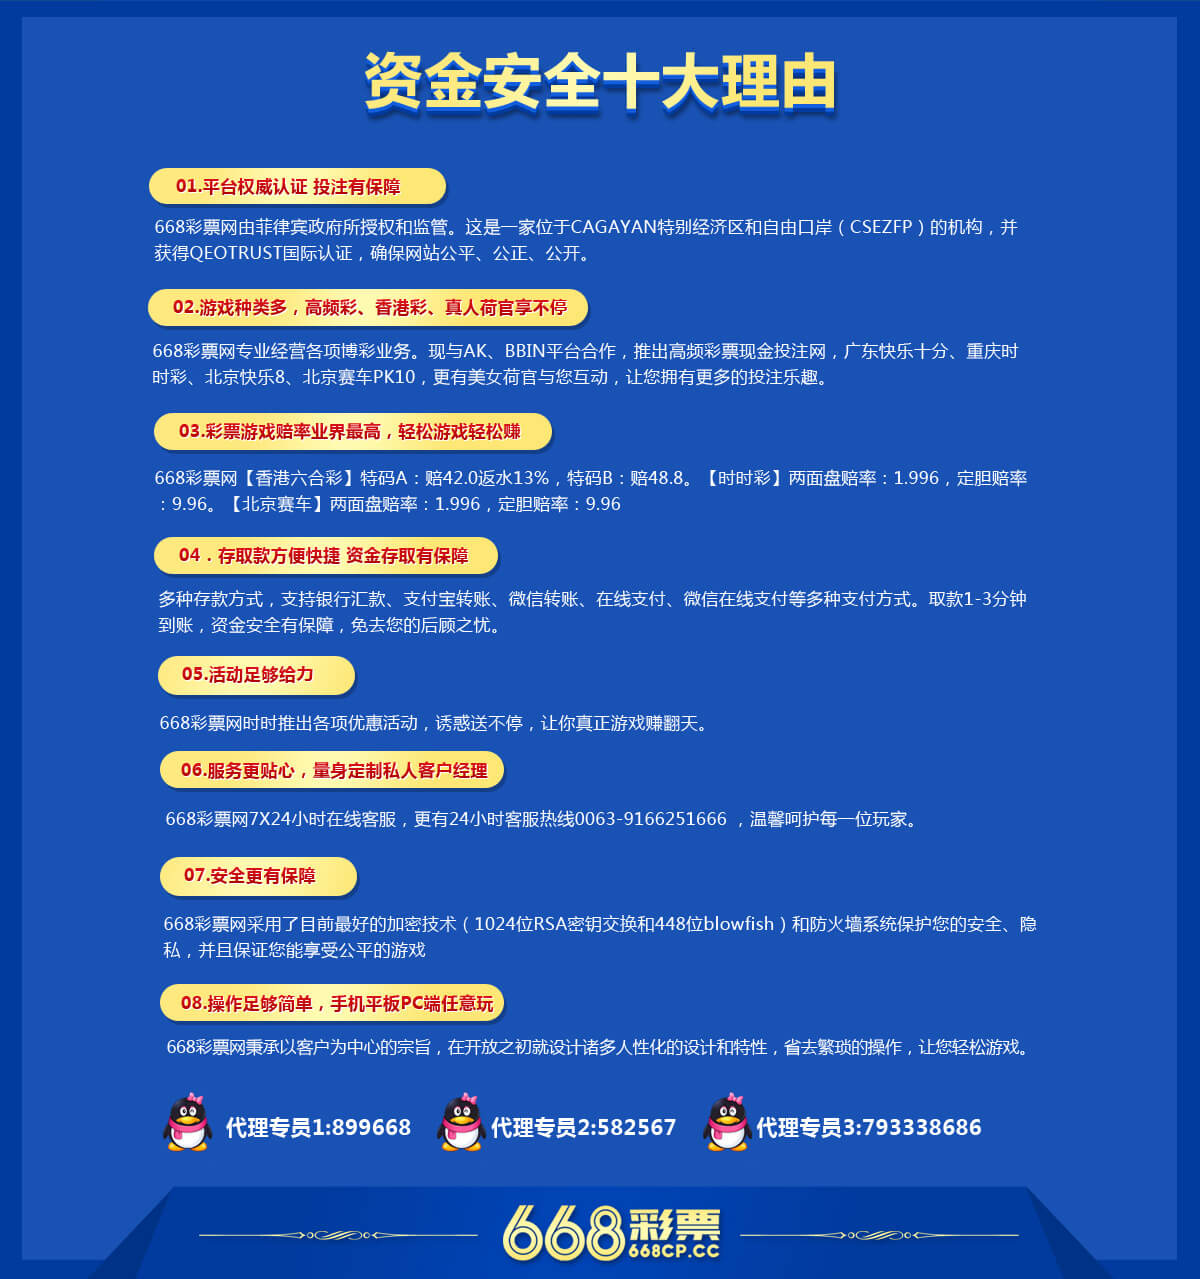 资金安全十大理由
01.平台权威认证 投注有保障
668彩票网由菲律宾政府所授权和监管。这是一家位于CAGAYAN特别经济区和自由口岸（CSEZFP）的机构，并
获得QEOTRUST国际认证，确保网站公平、公正、公开。
02.游戏种类多，高频彩、香港彩、真人荷官享不停
668彩票网专业经营各项博彩业务。现与AK、BBIN平台合作，推出高频彩票现金投注网，广东快乐十分、重庆时
时彩、北京快乐8、北京赛车PK10，更有美女荷官与您互动，让您拥有更多的投注乐趣。
03.彩票游戏赔率业界最高，轻松游戏轻松赚
668彩票网【香港六合彩】特码A：赔42.0返水13%，特码B：赔48.8。【时时彩】两面盘赔率：1.996，定胆赔率
：9.96。【北京赛车】两面盘赔率：1.996，定胆赔率：9.96
04．存取款方便快捷 资金存取有保障
多种存款方式，支持银行汇款、支付宝转账、微信转账、在线支付、微信在线支付等多种支付方式。取款1-3分钟
到账，资金安全有保障，免去您的后顾之忧。
05.活动足够给力
668彩票网时时推出各项优惠活动，诱惑送不停，让你真正游戏赚翻天。
06.服务更贴心，量身定制私人客户经理
668彩票网7X24小时在线客服，更有24小时客服热线0063-9166251666 ，温馨呵护每一位玩家。
07.安全更有保障
668彩票网采用了目前最好的加密技术（1024位RSA密钥交换和448位blowfish）和防火墙系统保护您的安全、隐
私，并且保证您能享受公平的游戏
08.操作足够简单，手机平板PC端任意玩
668彩票网秉承以客户为中心的宗旨，在开放之初就设计诸多人性化的设计和特性，省去繁琐的操作，让您轻松游戏。
代理专员1:899668 代理专员2:582567 代理专员3:793338686
668彩票
668CP.CC